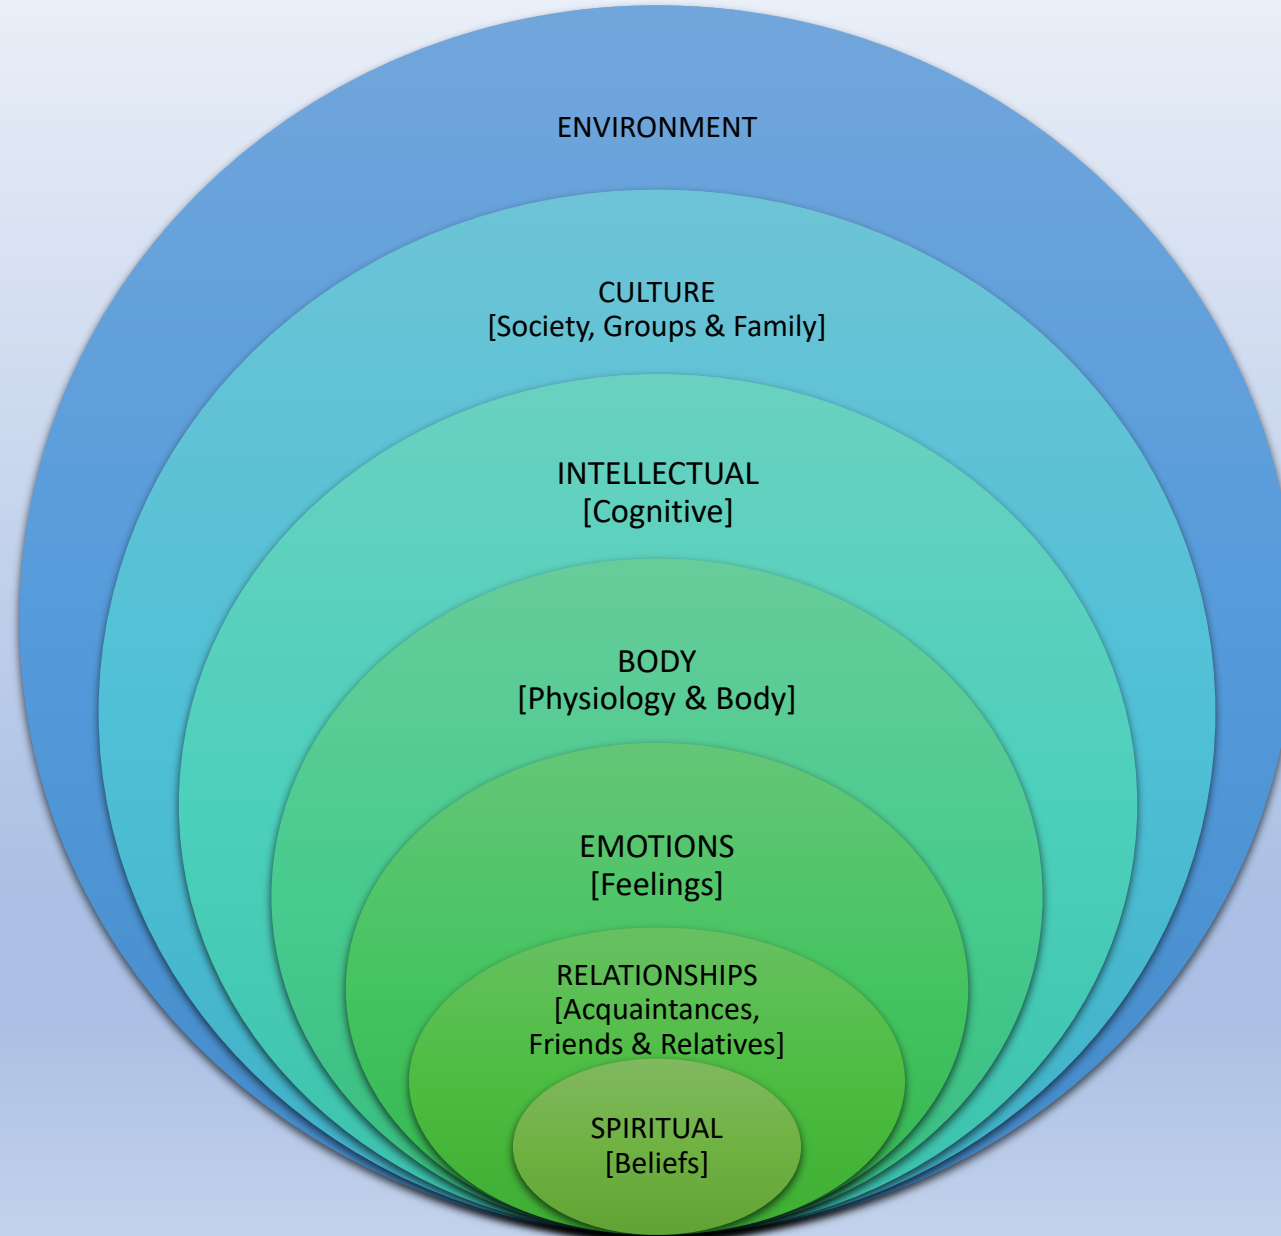 ENVIRONMENT
CULTURE
[Society, Groups & Family]
INTELLECTUAL
[Cognitive]
BODY
[Physiology & Body]
EMOTIONS
[Feelings]
RELATIONSHIPS
[Acquaintances,
Friends & Relatives]
SPIRITUAL
[Beliefs]